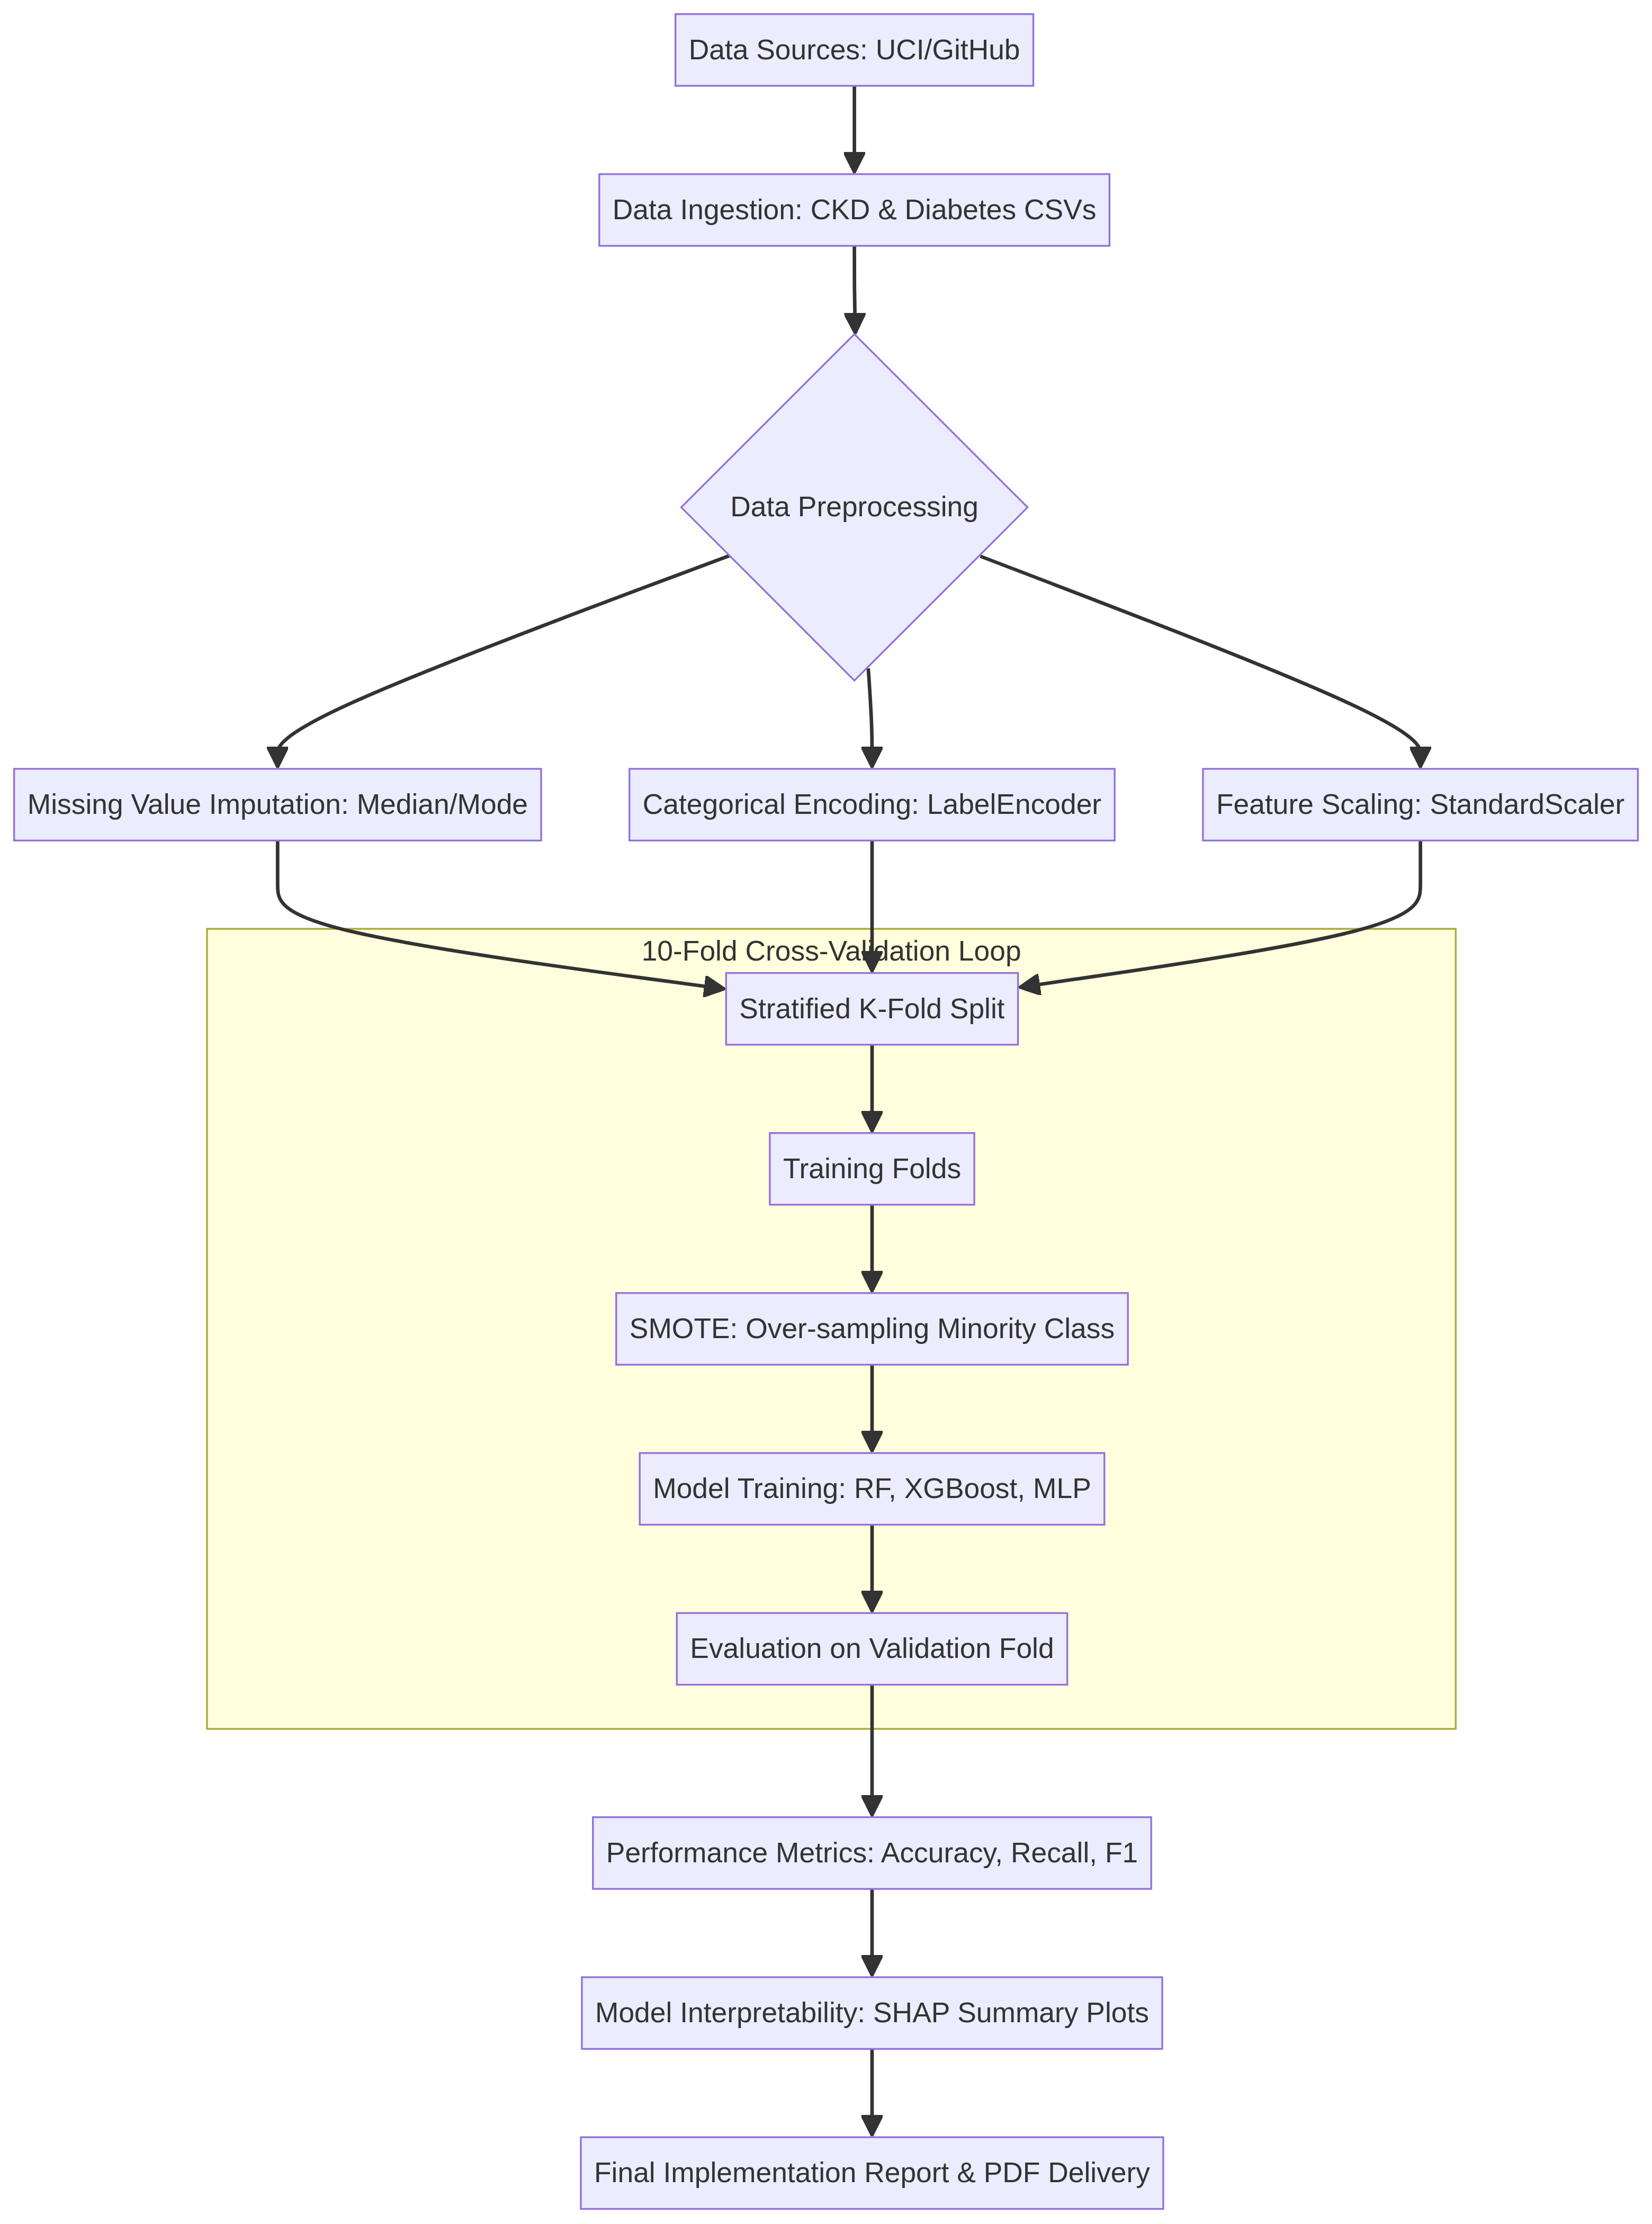 Data Sources: UCI/GitHub
Data Ingestion: CKD & Diabetes CSVs
Data Preprocessing
Missing Value Imputation: Median/Mode
Categorical Encoding: LabelEncoder
Feature Scaling: StandardScaler
10-Fold Cross-Validation Loop
Stratified K-Fold Split
Training Folds
SMOTE: Over-sampling Minority Class
Model Training: RF, XGBoost, MLP
Evaluation on Validation Fold
Performance Metrics: Accuracy, Recall, F1
Model Interpretability: SHAP Summary Plots
Final Implementation Report & PDF Delivery